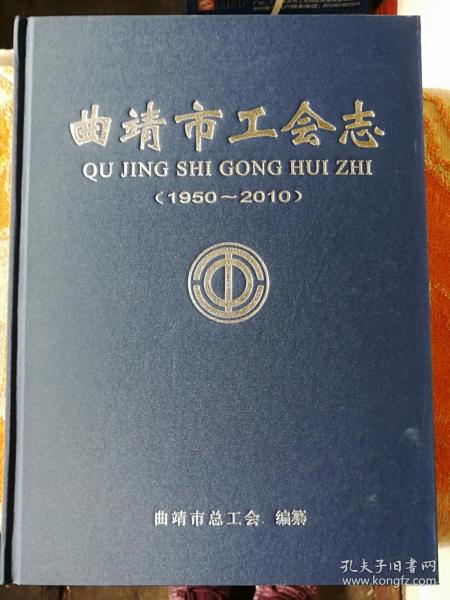 曲靖市工会志
QU JING SHI GONG HUI ZHI
（1950～2010）
曲靖市总工会 编纂
孔夫子旧书网
www.kongfz.com